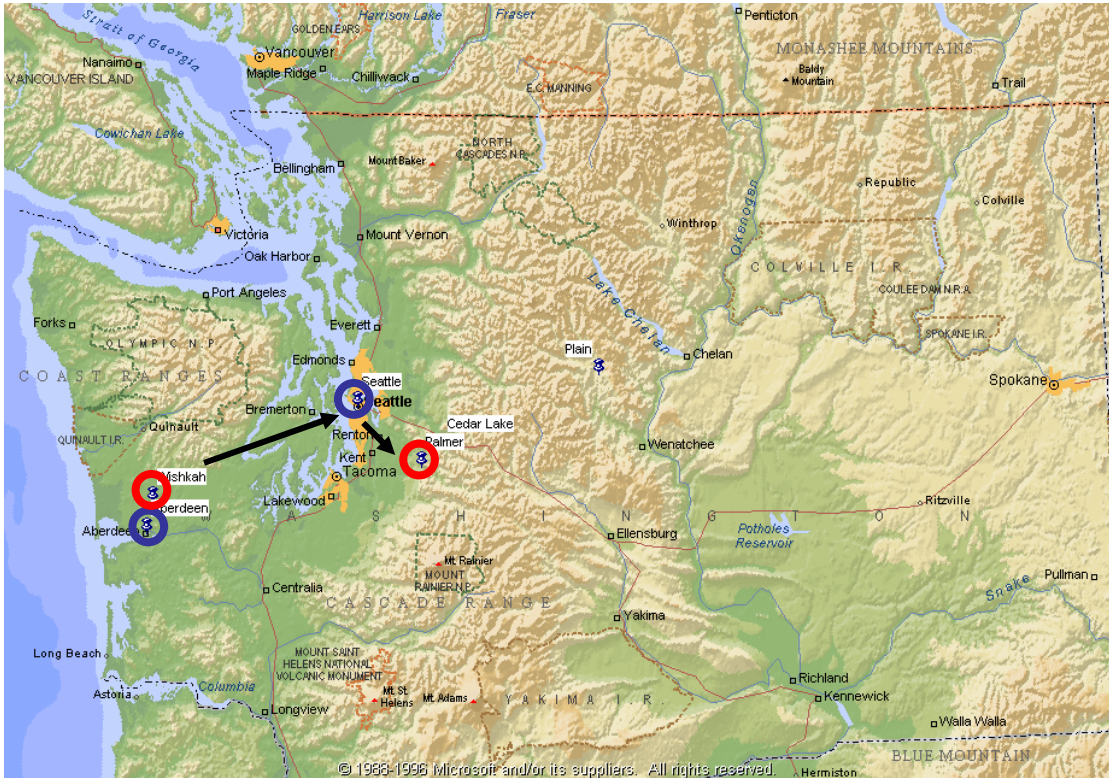 Strait of Georgia
Harrison Lake
Fraser
Penticton
GOLDEN EARS
Nanaimo
Vancouver
Maple Ridge
Chilliwack
VANCOUVER ISLAND
MONASHEE MOUNTAINS
Baldy
Mountain
E.C. MANNING
Trail
Cowichan Lake
NORTH
CASCADES N.P.
Mount Baker
Bellingham
Republic
Colville
Okenogan
Winthrop
Victoria
Mount Vernon
Oak Harbor
COLVILLE I.R.
COULEE DAM N.R.A.
Port Angeles
Lake Chelan
Forks
Everett
SPOKANE I.R.
OLYMPIC N.P.
Edmonds
Plain
Chelan
COAST RANGES
Seattle
Seattle
Spokane
Bremerton
Quinault
Cedar Lake
QUINAULT I.R.
Renton
Palmer
Wenatchee
Kent
Tacoma
Wishkah
Lakewood
Ritzville
Aberdeen
Aberdeen
WASHINGTON
Potholes
Reservoir
Ellensburg
Mt. Rainier
MOUNT
RAINIER N.P.
Pullman
Centralia
Snake
CASCADE RANGE
Yakima
Long Beach
MOUNT SAINT
HELENS NATIONAL
VOLCANIC MONUMENT
Richland
Astoria
Columbia
Mt. St.
Helens
Mt. Adams
YAKIMA I.R.
Kennewick
Longview
Walla Walla
BLUE MOUNTAIN
© 1988-1996 Microsoft and/or its suppliers. All rights reserved.
Hermiston